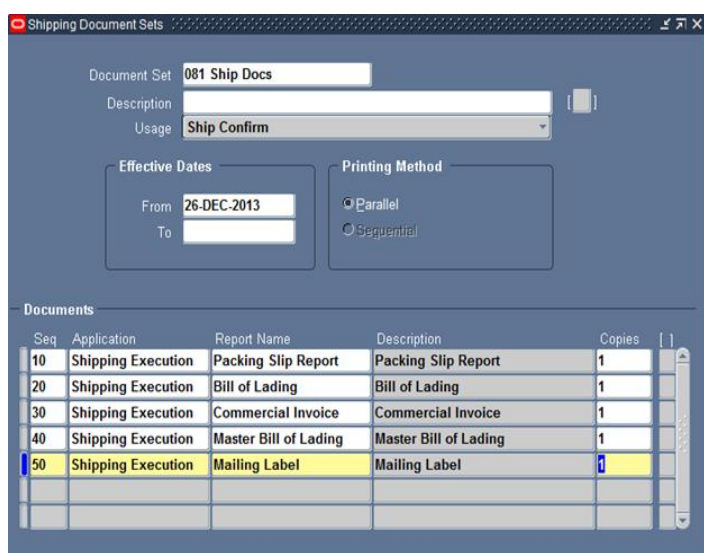 Shipping Document Sets
Document Set 081 Ship Docs
Description [ ]
Usage Ship Confirm
Effective Dates Printing Method
From 26-DEC-2013 Parallel
To Sequential
Documents
Seq Application Report Name Description Copies [ ]
10 Shipping Execution Packing Slip Report Packing Slip Report 1
20 Shipping Execution Bill of Lading Bill of Lading 1
30 Shipping Execution Commercial Invoice Commercial Invoice 1
40 Shipping Execution Master Bill of Lading Master Bill of Lading 1
50 Shipping Execution Mailing Label Mailing Label 1